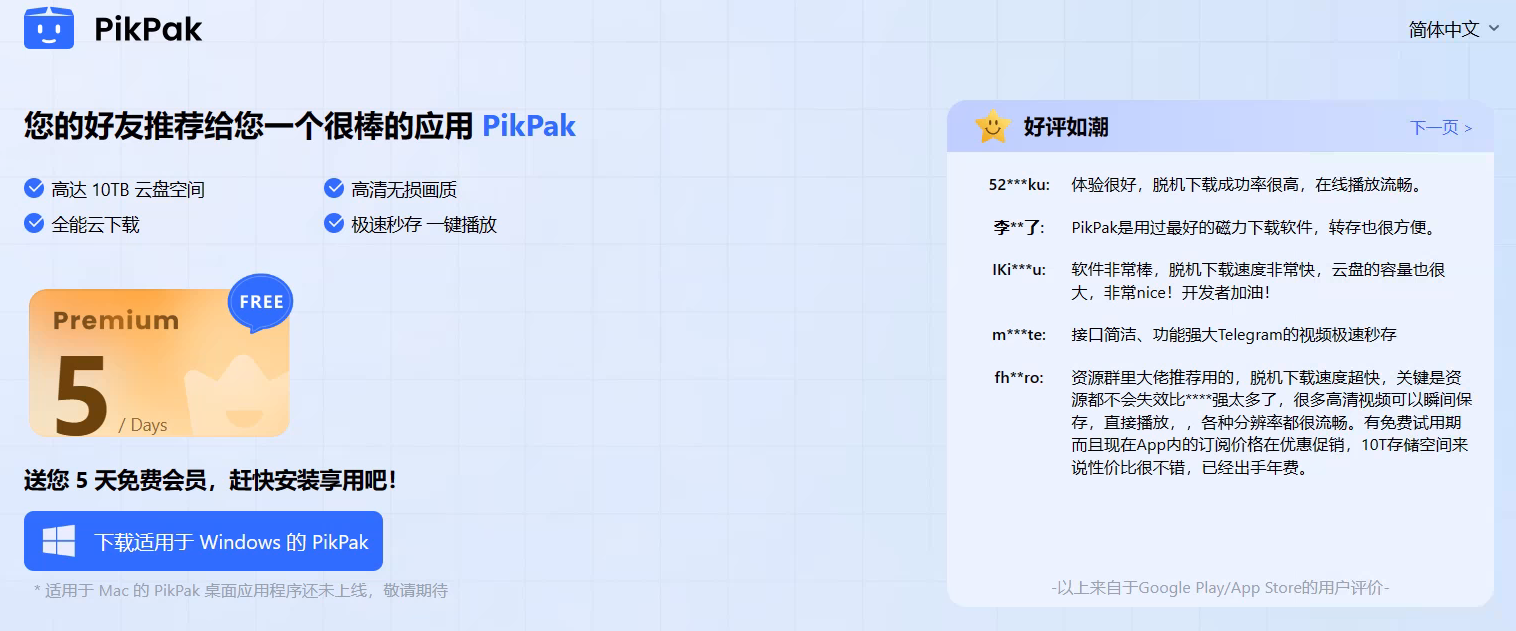 PikPak
简体中文
您的好友推荐给您一个很棒的应用 PikPak
高达 10TB 云盘空间
高清无损画质
全能云下载
极速秒存 一键播放
FREE
Premium
5 / Days
送您 5 天免费会员，赶快安装享用吧！
下载适用于 Windows 的 PikPak
* 适用于 Mac 的 PikPak 桌面应用程序还未上线，敬请期待
好评如潮
下一页 >
52***ku: 体验很好，脱机下载成功率很高，在线播放流畅。
李**了: PikPak是用过最好的磁力下载软件，转存也很方便。
IKi***u: 软件非常棒，脱机下载速度非常快，云盘的容量也很
大，非常nice！开发者加油！
m***te: 接口简洁、功能强大Telegram的视频极速秒存
fh**ro: 资源群里大佬推荐用的，脱机下载速度超快，关键是资
源都不会失效比****强太多了，很多高清视频可以瞬间保
存，直接播放，，各种分辨率都很流畅。有免费试用期
而且现在App内的订阅价格在优惠促销，10T存储空间来
说性价比很不错，已经出手年费。
-以上来自于Google Play/App Store的用户评价-